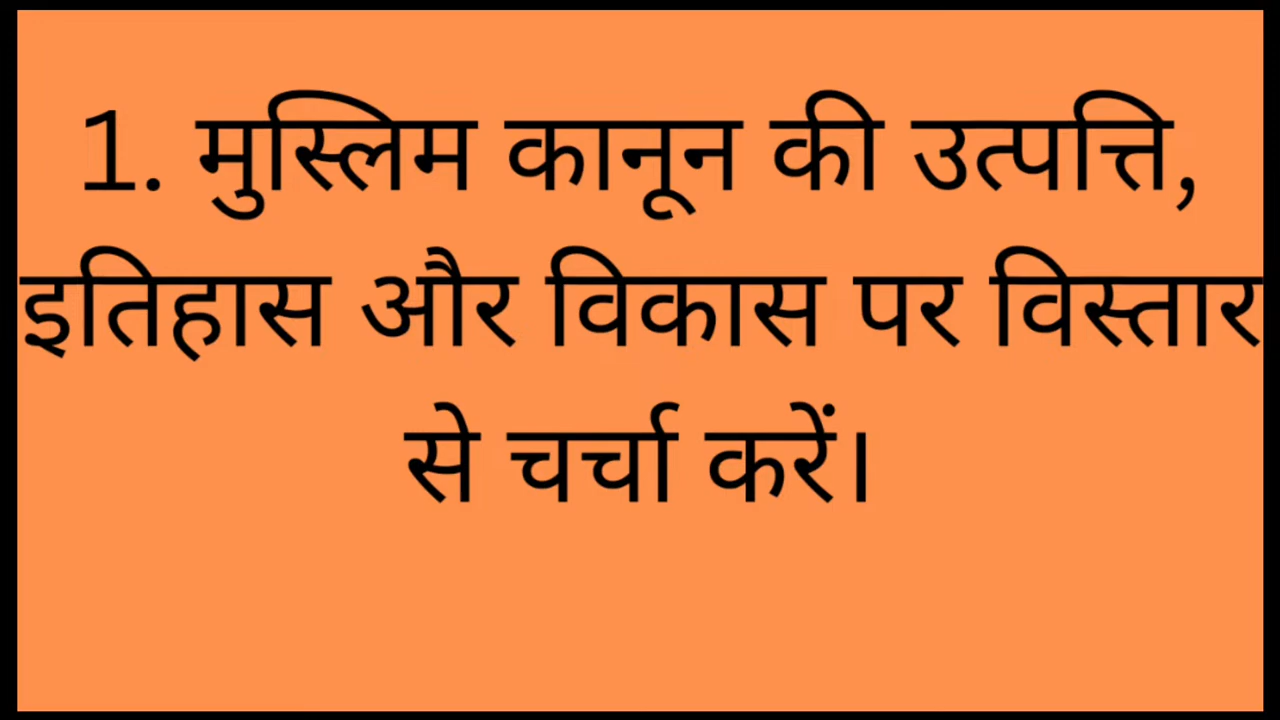 1. मुस्लिम कानून की उत्पत्ति,
इतिहास और विकास पर विस्तार
से चर्चा करें।